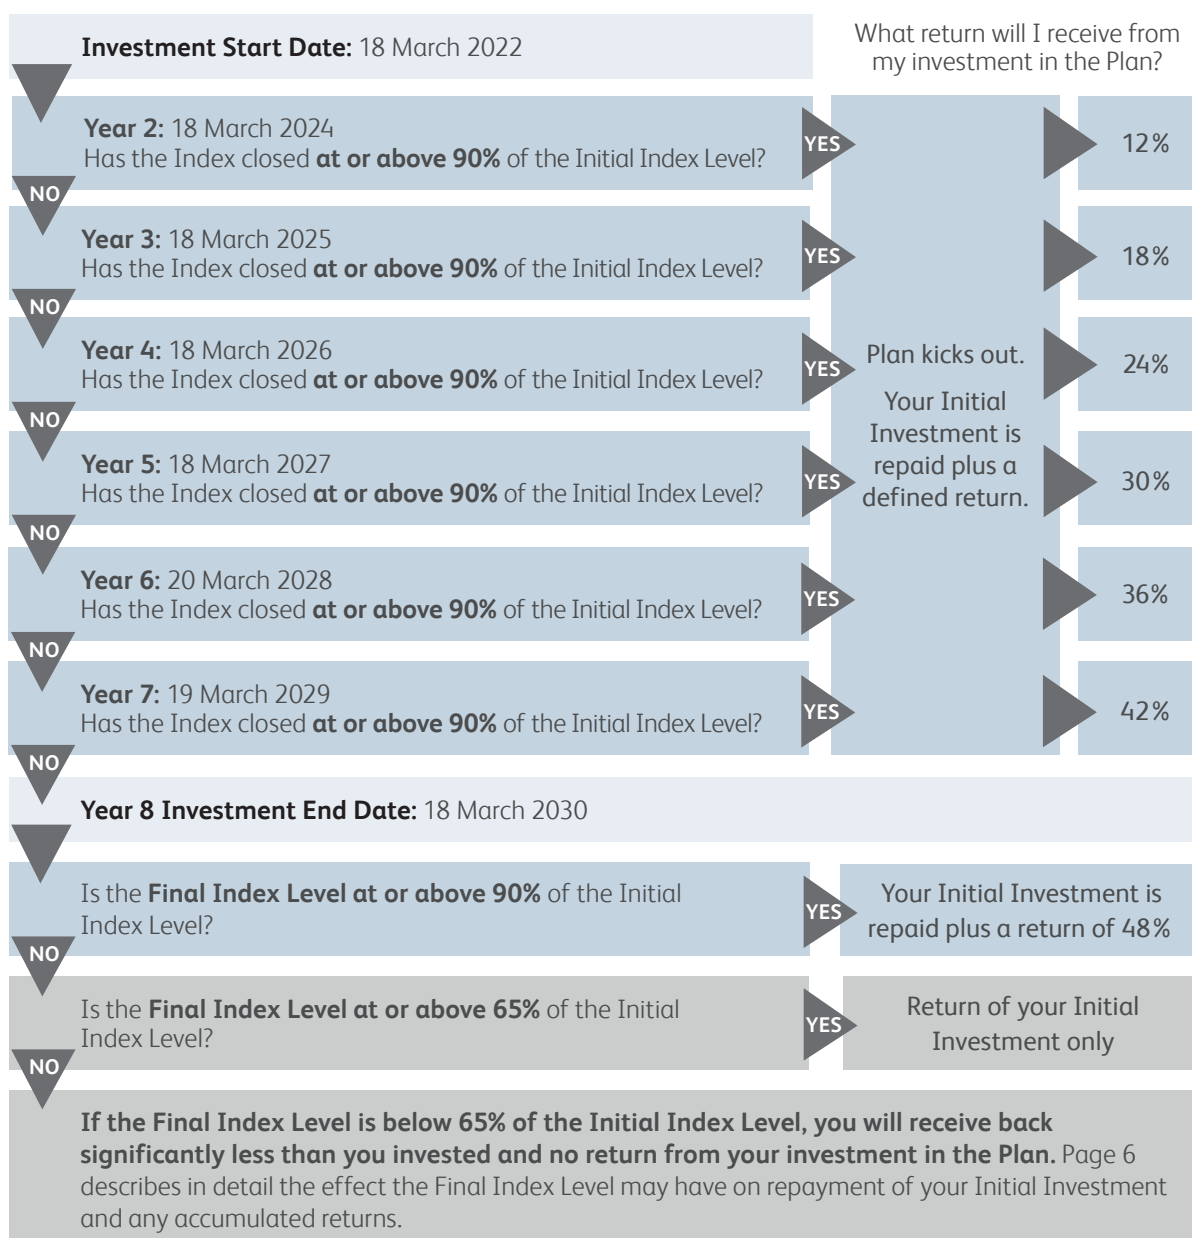 Investment Start Date: 18 March 2022
What return will I receive from
my investment in the Plan?
Year 2: 18 March 2024
Has the Index closed at or above 90% of the Initial Index Level?
YES
12%
NO
Year 3: 18 March 2025
Has the Index closed at or above 90% of the Initial Index Level?
YES
18%
NO
Year 4: 18 March 2026
Has the Index closed at or above 90% of the Initial Index Level?
YES
Plan kicks out.
Your Initial
Investment is
repaid plus a
defined return.
24%
NO
Year 5: 18 March 2027
Has the Index closed at or above 90% of the Initial Index Level?
YES
30%
NO
Year 6: 20 March 2028
Has the Index closed at or above 90% of the Initial Index Level?
YES
36%
NO
Year 7: 19 March 2029
Has the Index closed at or above 90% of the Initial Index Level?
YES
42%
NO
Year 8 Investment End Date: 18 March 2030
Is the Final Index Level at or above 90% of the Initial
Index Level?
YES
Your Initial Investment is
repaid plus a return of 48%
NO
Is the Final Index Level at or above 65% of the Initial
Index Level?
YES
Return of your Initial
Investment only
NO
If the Final Index Level is below 65% of the Initial Index Level, you will receive back
significantly less than you invested and no return from your investment in the Plan. Page 6
describes in detail the effect the Final Index Level may have on repayment of your Initial Investment
and any accumulated returns.